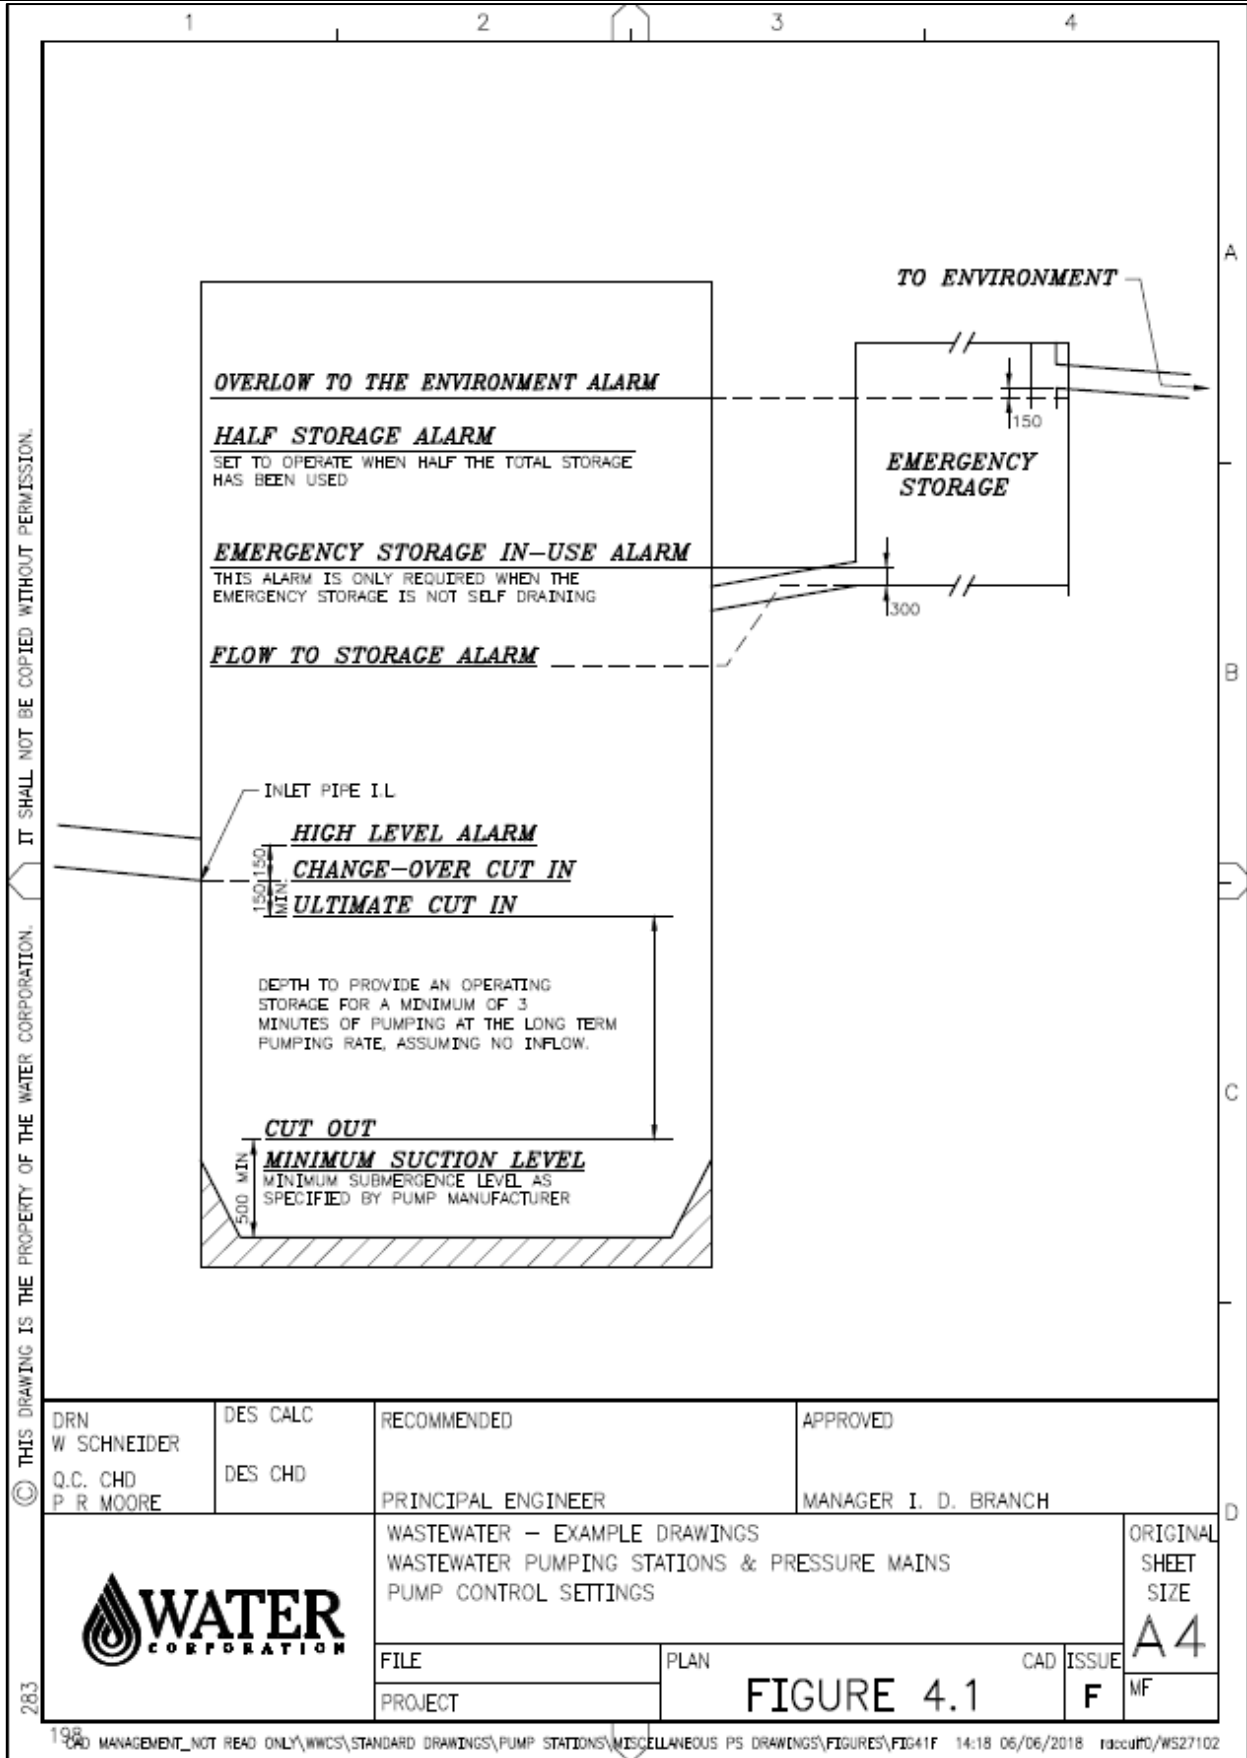 1 2 3 4
A
TO ENVIRONMENT
OVERLOW TO THE ENVIRONMENT ALARM
150
HALF STORAGE ALARM
SET TO OPERATE WHEN HALF THE TOTAL STORAGE
HAS BEEN USED
EMERGENCY
STORAGE
EMERGENCY STORAGE IN-USE ALARM
THIS ALARM IS ONLY REQUIRED WHEN THE
EMERGENCY STORAGE IS NOT SELF DRAINING
300
FLOW TO STORAGE ALARM
B
INLET PIPE I.L.
HIGH LEVEL ALARM
150
CHANGE-OVER CUT IN
150
MIN
ULTIMATE CUT IN
DEPTH TO PROVIDE AN OPERATING
STORAGE FOR A MINIMUM OF 3
MINUTES OF PUMPING AT THE LONG TERM
PUMPING RATE, ASSUMING NO INFLOW.
C
CUT OUT
500 MIN
MINIMUM SUCTION LEVEL
MINIMUM SUBMERGENCE LEVEL AS
SPECIFIED BY PUMP MANUFACTURER
© THIS DRAWING IS THE PROPERTY OF THE WATER CORPORATION. IT SHALL NOT BE COPIED WITHOUT PERMISSION.
DRN
W SCHNEIDER
Q.C. CHD
P R MOORE
DES CALC
DES CHD
RECOMMENDED
PRINCIPAL ENGINEER
APPROVED
MANAGER I. D. BRANCH
D
WATER
CORPORATION
WASTEWATER – EXAMPLE DRAWINGS
WASTEWATER PUMPING STATIONS & PRESSURE MAINS
PUMP CONTROL SETTINGS
ORIGINAL
SHEET
SIZE
A4
FILE
PROJECT
PLAN
FIGURE 4.1
CAD
ISSUE
F
MF
283
198
CAD MANAGEMENT_NOT READ ONLY\WWCS\STANDARD DRAWINGS\PUMP STATIONS\MISCELLANEOUS PS DRAWINGS\FIGURES\FIG41F 14:18 06/06/2018